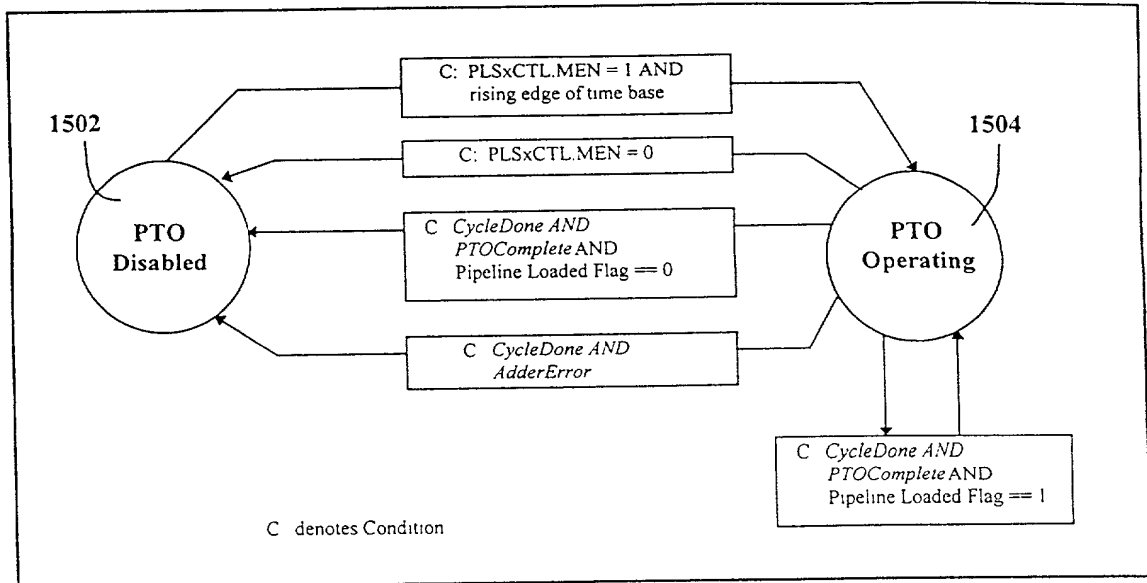 C: PLSxCTL.MEN = 1 AND
rising edge of time base
1502
1504
C: PLSxCTL.MEN = 0
PTO
Disabled
C CycleDone AND
PTOComplete AND
Pipeline Loaded Flag == 0
PTO
Operating
C CycleDone AND
AdderError
C CycleDone AND
PTOComplete AND
Pipeline Loaded Flag == 1
C denotes Condition